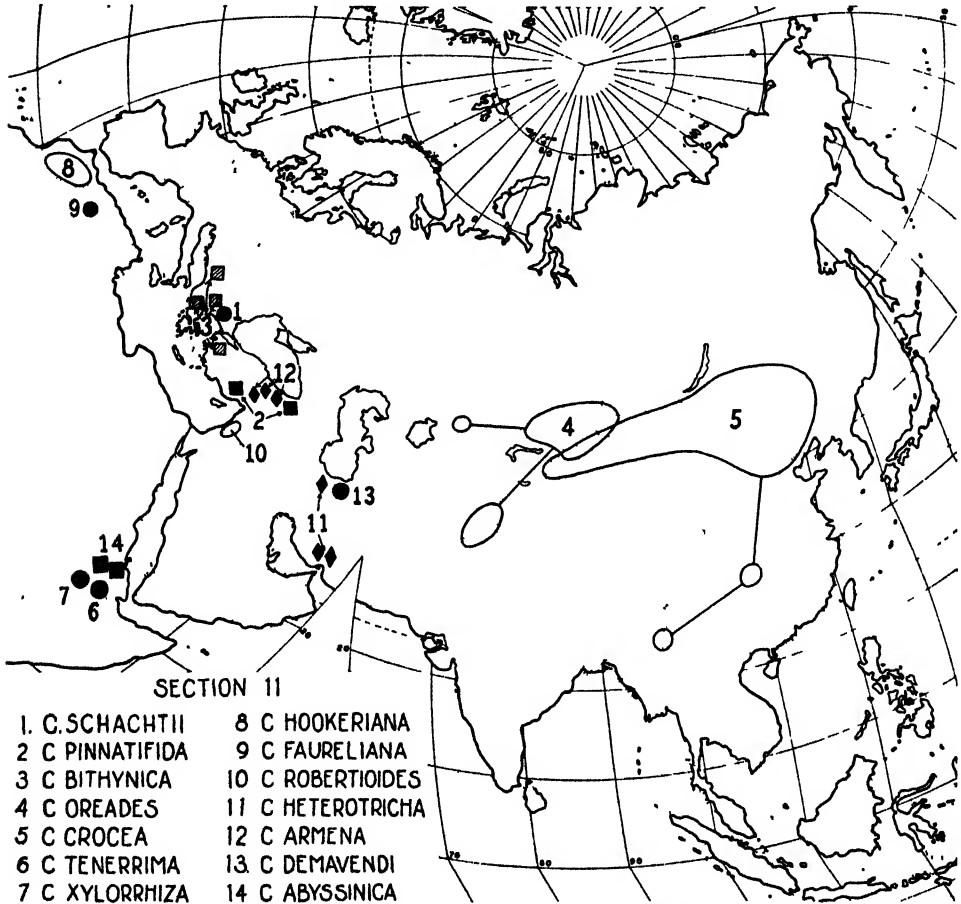 8
9
1
3
12
2
10
4
5
13
11
14
7
6
SECTION 11
1. C.SCHACHTII
2 C PINNATIFIDA
3 C BITHYNICA
4 C OREADES
5 C CROCEA
6 C TENERRIMA
7 C XYLORRHIZA
8 C HOOKERIANA
9 C FAURELIANA
10 C ROBERTIOIDES
11 C HETEROTRICHA
12 C ARMENA
13. C DEMAVENDI
14 C ABYSSINICA